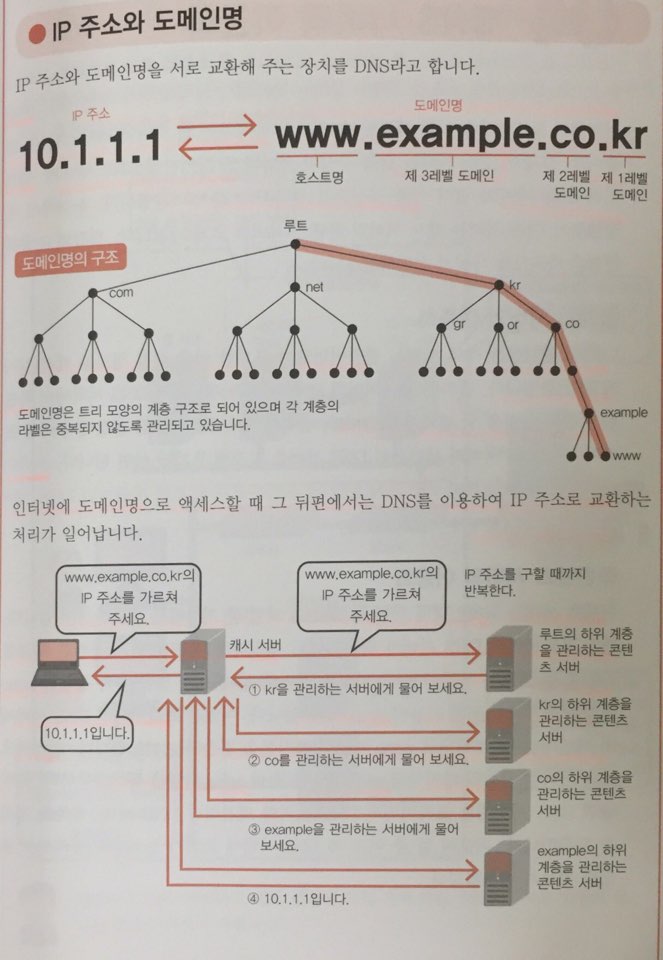 IP 주소와 도메인명
IP 주소와 도메인명을 서로 교환해 주는 장치를 DNS라고 합니다.
IP 주소
도메인명
10.1.1.1
www.example.co.kr
호스트명
제 3레벨 도메인
제 2레벨
도메인
제 1레벨
도메인
루트
도메인명의 구조
com
net
kr
gr
or
co
example
www
도메인명은 트리 모양의 계층 구조로 되어 있으며 각 계층의
라벨은 중복되지 않도록 관리되고 있습니다.
인터넷에 도메인명으로 액세스할 때 그 뒤편에서는 DNS를 이용하여 IP 주소로 교환하는
처리가 일어납니다.
www.example.co.kr의
IP 주소를 가르쳐
주세요.
www.example.co.kr의
IP 주소를 가르쳐
주세요.
IP 주소를 구할 때까지
반복한다.
캐시 서버
루트의 하위 계층
을 관리하는 콘텐
츠 서버
① kr을 관리하는 서버에게 물어 보세요.
10.1.1.1입니다.
kr의 하위 계층을
관리하는 콘텐츠
서버
② co를 관리하는 서버에게 물어 보세요.
co의 하위 계층을
관리하는 콘텐츠
서버
③ example을 관리하는 서버에게 물어
보세요.
example의 하위
계층을 관리하는
콘텐츠 서버
④ 10.1.1.1입니다.